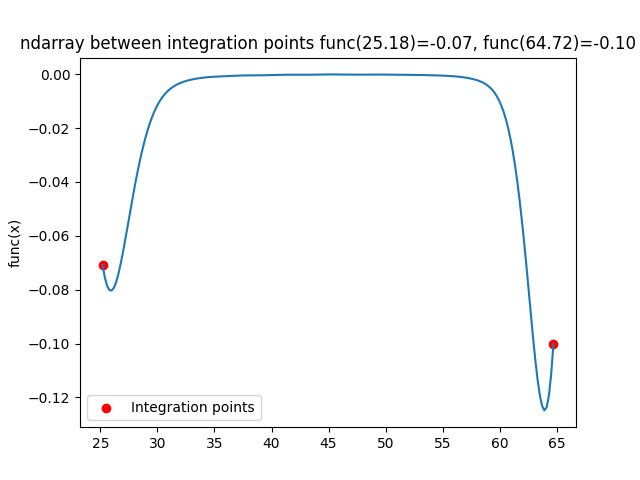 ndarray between integration points func(25.18)=-0.07, func(64.72)=-0.10
0.00
−0.02
−0.04
−0.06
−0.08
−0.10
−0.12
func(x)
Integration points
25 30 35 40 45 50 55 60 65